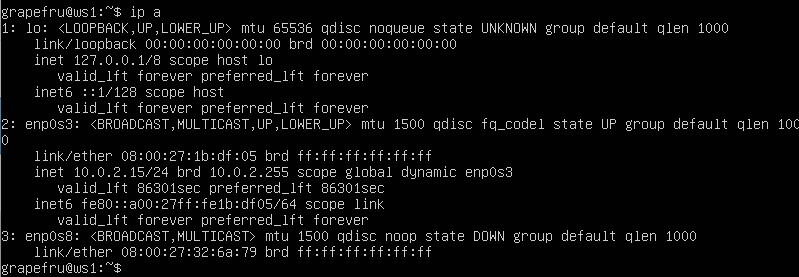 grapefru@ws1:~$ ip a
1: lo: <LOOPBACK,UP,LOWER_UP> mtu 65536 qdisc noqueue state UNKNOWN group default qlen 1000
    link/loopback 00:00:00:00:00:00 brd 00:00:00:00:00:00
    inet 127.0.0.1/8 scope host lo
       valid_lft forever preferred_lft forever
    inet6 ::1/128 scope host
       valid_lft forever preferred_lft forever
2: enp0s3: <BROADCAST,MULTICAST,UP,LOWER_UP> mtu 1500 qdisc fq_codel state UP group default qlen 100
0
    link/ether 08:00:27:1b:df:05 brd ff:ff:ff:ff:ff:ff
    inet 10.0.2.15/24 brd 10.0.2.255 scope global dynamic enp0s3
       valid_lft 86301sec preferred_lft 86301sec
    inet6 fe80::a00:27ff:fe1b:df05/64 scope link
       valid_lft forever preferred_lft forever
3: enp0s8: <BROADCAST,MULTICAST> mtu 1500 qdisc noop state DOWN group default qlen 1000
    link/ether 08:00:27:32:6a:79 brd ff:ff:ff:ff:ff:ff
grapefru@ws1:~$